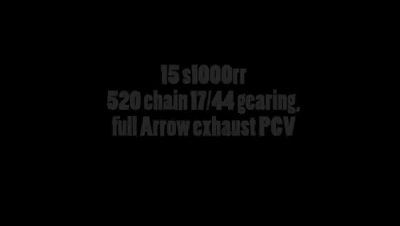 15 s1000rr
520 chain 17/44 gearing,
full Arrow exhaust PCV